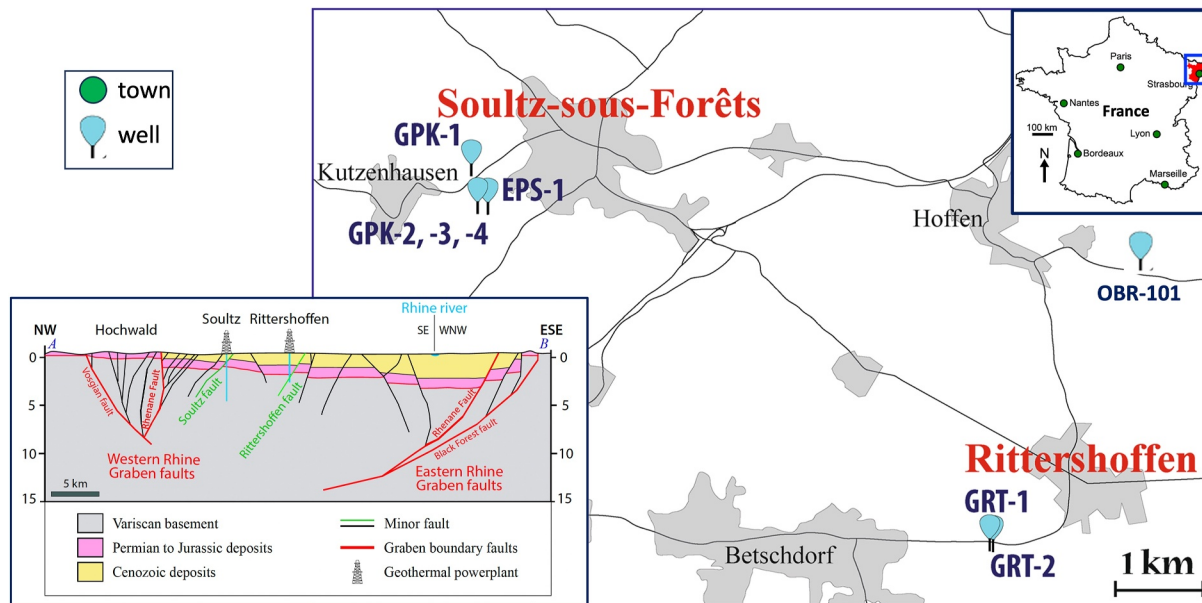 town
well
Soultz-sous-Forêts
GPK-1
Kutzenhausen
EPS-1
GPK-2, -3, -4
Hoffen
OBR-101
Rittershoffen
GRT-1
GRT-2
Betschdorf
1 km
Paris
Strasbourg
Nantes
France
100 km
Lyon
N
Bordeaux
Marseille
Rhine river
NW
Hochwald
Soultz
Rittershoffen
SE
WNW
ESE
A
B
0
0
5
5
10
10
15
15
Vosgian fault
Rhenane Fault
Soultz fault
Rittershoffen fault
Rhenane Fault
Black Forest fault
Western Rhine
Graben faults
Eastern Rhine
Graben faults
5 km
Variscan basement
Permian to Jurassic deposits
Cenozoic deposits
Minor fault
Graben boundary faults
Geothermal powerplant